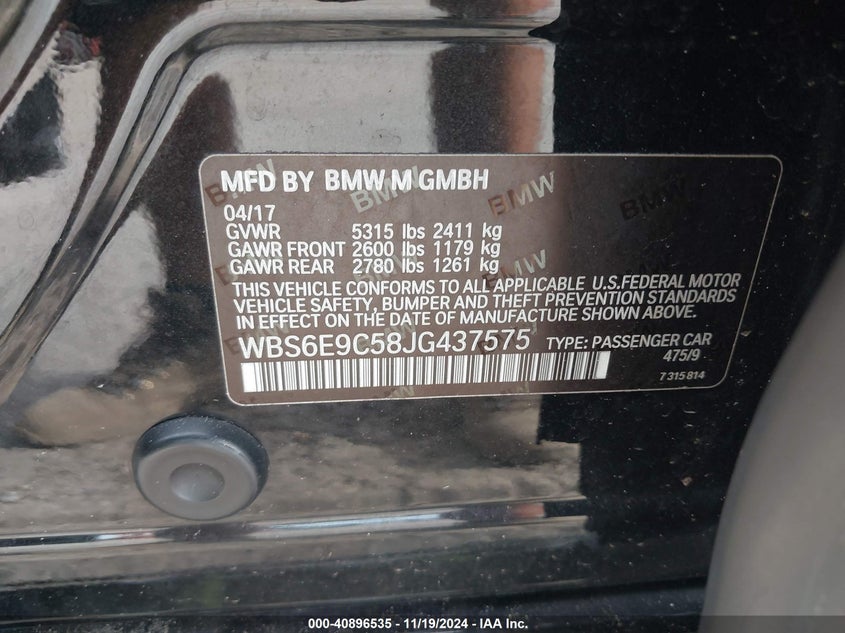 MFD BY BMW M GMBH
04/17
GVWR 5315 lbs 2411 kg
GAWR FRONT 2600 lbs 1179 kg
GAWR REAR 2780 lbs 1261 kg
THIS VEHICLE CONFORMS TO ALL APPLICABLE U.S.FEDERAL MOTOR
VEHICLE SAFETY, BUMPER AND THEFT PREVENTION STANDARDS
IN EFFECT ON THE DATE OF MANUFACTURE SHOWN ABOVE.
WBS6E9C58JG437575 TYPE: PASSENGER CAR
475/9
7 315 814
BMW
BMW
BMW
000-40896535 - 11/19/2024 - IAA Inc.